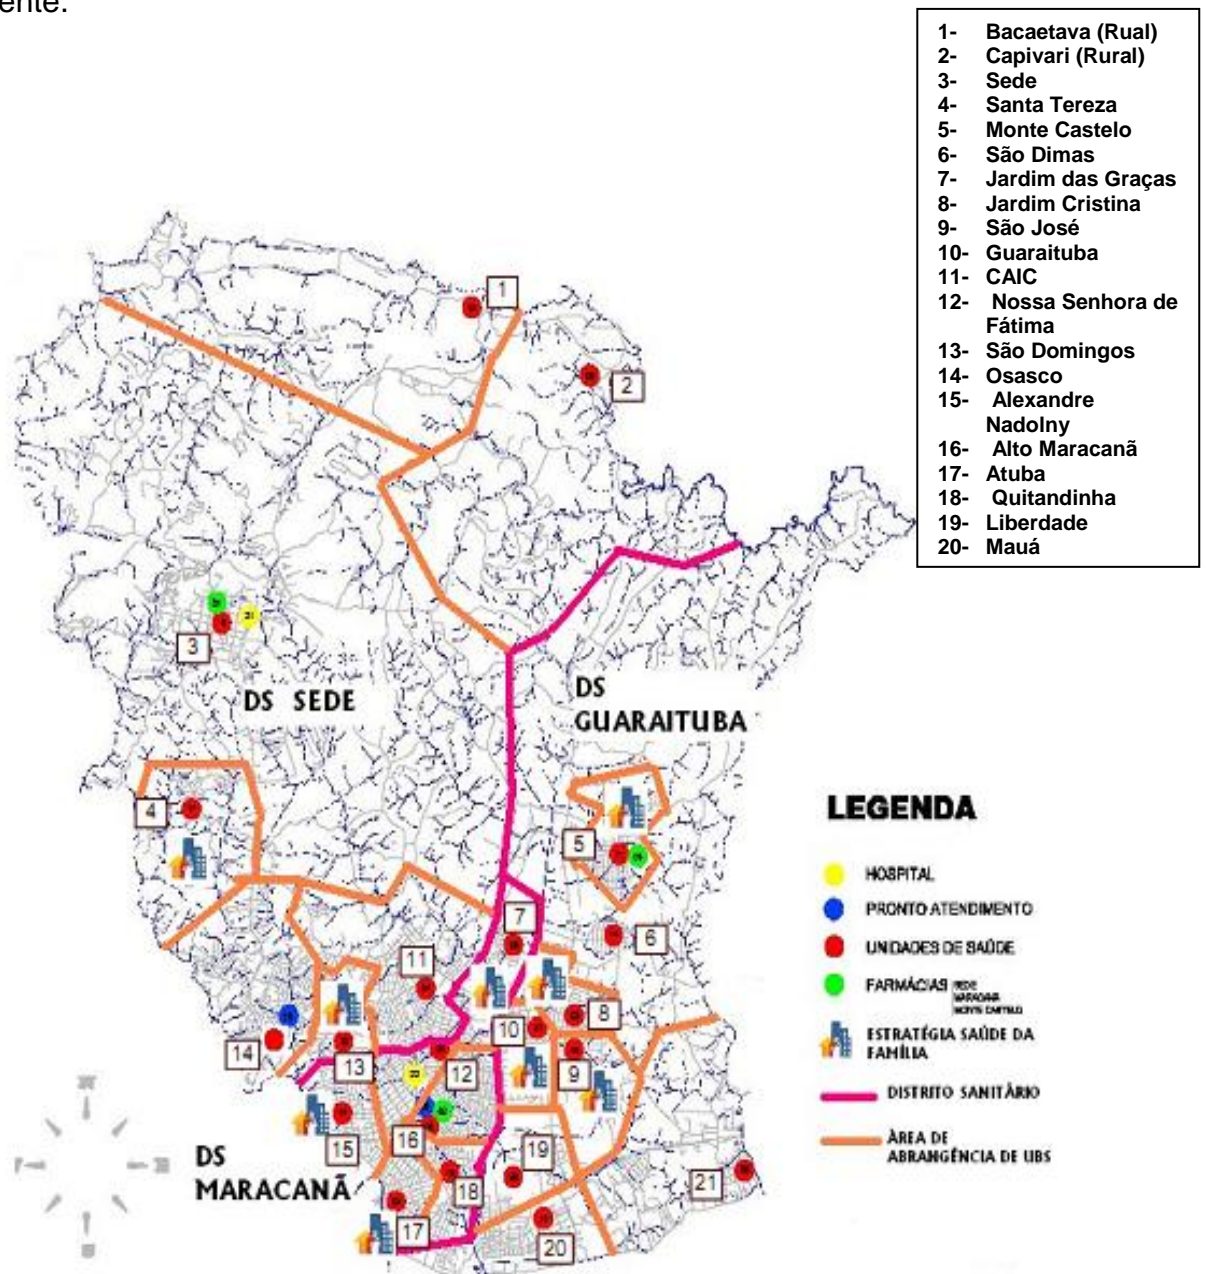 ente.
1- Bacaetava (Rual)
2- Capivari (Rural)
3- Sede
4- Santa Tereza
5- Monte Castelo
6- São Dimas
7- Jardim das Graças
8- Jardim Cristina
9- São José
10- Guaraituba
11- CAIC
12- Nossa Senhora de
Fátima
13- São Domingos
14- Osasco
15- Alexandre
Nadolny
16- Alto Maracanã
17- Atuba
18- Quitandinha
19- Liberdade
20- Mauá
1
2
3
DS SEDE
DS
GUARAITUBA
4
5
6
7
8
9
10
11
12
13
14
15
16
17
18
19
20
21
DS
MARACANÃ
LEGENDA
HOSPITAL
PRONTO ATENDIMENTO
UNIDADES DE SAÚDE
FARMÁCIAS
SEDE
MARACANÃ
MONTE CASTELO
ESTRATÉGIA SAÚDE DA
FAMÍLIA
DISTRITO SANITÁRIO
ÀREA DE
ABRANGÊNCIA DE UBS